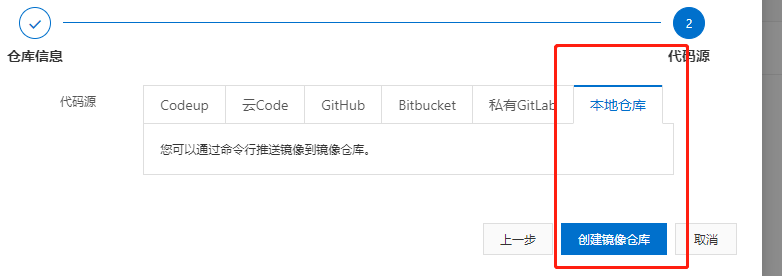 2
仓库信息
代码源
代码源
Codeup
云Code
GitHub
Bitbucket
私有GitLab
本地仓库
您可以通过命令行推送镜像到镜像仓库。
上一步
创建镜像仓库
取消